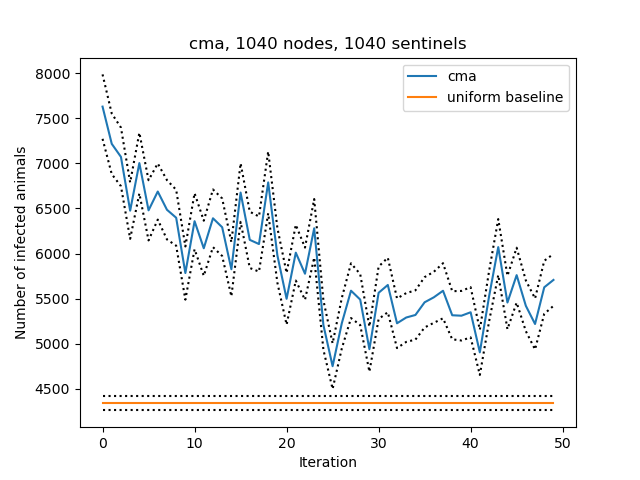 cma, 1040 nodes, 1040 sentinels
cma
uniform baseline
Number of infected animals
8000
7500
7000
6500
6000
5500
5000
4500
0
10
20
30
40
50
Iteration